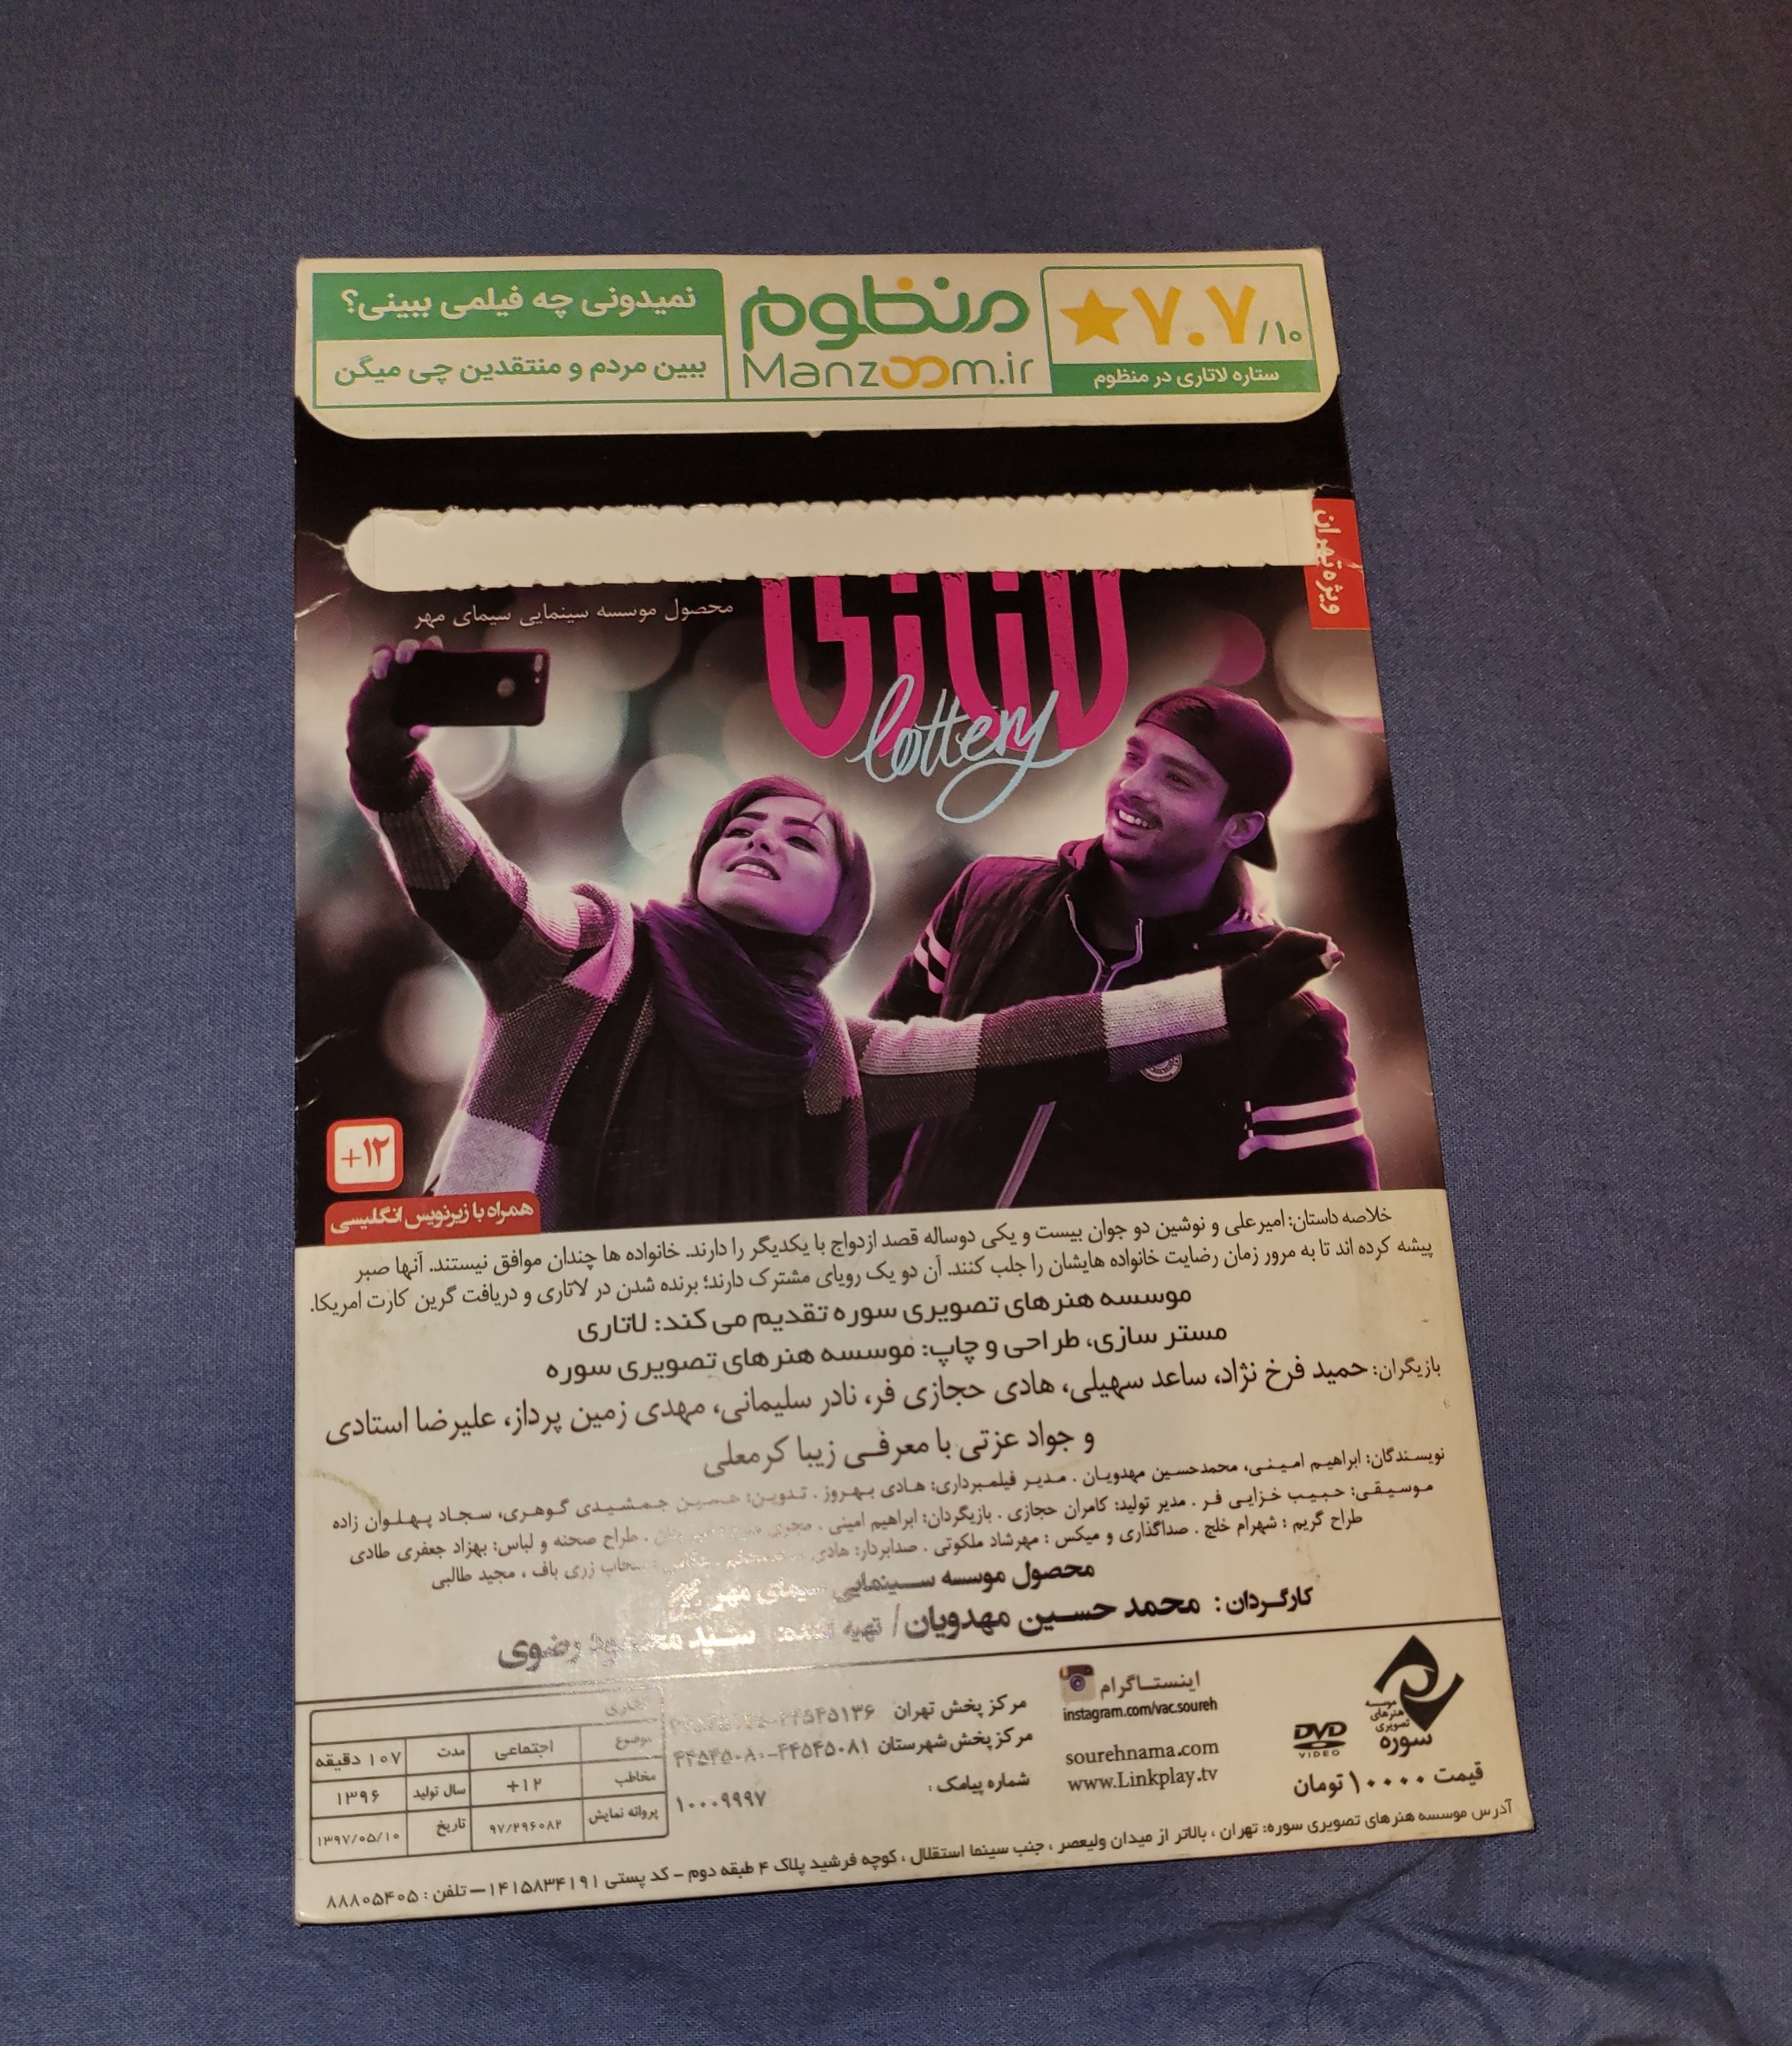 ۷.۷/۱۰
ستاره لاتاری در منظوم
منظوم
Manzoom.ir
نمیدونی چه فیلمی ببینی؟
ببین مردم و منتقدین چی میگن
ویژه تهران
لاتاری
lottery
محصول موسسه سینمایی سیمای مهر
+۱۲
همراه با زیرنویس انگلیسی
خلاصه داستان: امیرعلی و نوشین دو جوان بیست و یکی دوساله قصد ازدواج با یکدیگر را دارند. خانواده ها چندان موافق نیستند. آنها صبر
پیشه کرده اند تا به مرور زمان رضایت خانواده هایشان را جلب کنند. آن دو یک رویای مشترک دارند؛ برنده شدن در لاتاری و دریافت گرین کارت امریکا.
موسسه هنرهای تصویری سوره تقدیم می‌کند: لاتاری
مستر سازی، طراحی و چاپ: موسسه هنرهای تصویری سوره
بازیگران: حمید فرخ نژاد، ساعد سهیلی، هادی حجازی فر، نادر سلیمانی، مهدی زمین پرداز، علیرضا استادی
و جواد عزتی با معرفی زیبا کرمعلی
نویسندگان: ابراهیم امینی، محمدحسین مهدویان . مدیر فیلمبرداری: هادی بهروز . تدوین: حسین جمشیدی گوهری، سجاد پهلوان زاده
موسیقی: حبیب خزایی فر . مدیر تولید: کامران حجازی . بازیگردان: ابراهیم امینی . طراح صحنه و لباس: بهزاد جعفری طادی
طراح گریم : شهرام خلج . صداگذاری و میکس : مهرشاد ملکوتی . صدابردار: هادی زری باف ، مجید طالبی
محصول موسسه سینمایی سیمای مهر
کارگردان : محمد حسین مهدویان / تهیه کننده: سید محمود رضوی
موسسه
هنرهای
تصویری
سوره
DVD
VIDEO
قیمت ۱۰۰۰۰ تومان
اینستاگرام
instagram.com/vac.soureh
sourehnama.com
www.Linkplay.tv
مرکز پخش تهران ۴۴۵۴۵۱۳۶
مرکز پخش شهرستان ۴۴۵۴۵۰۸۱-۴۴۵۴۵۰۸۰
شماره پیامک :
۱۰۰۰۹۹۹۷
لاتاری
موضوع اجتماعی مدت ۱۰۷ دقیقه
مخاطب +۱۲ سال تولید ۱۳۹۶
پروانه نمایش ۹۷/۲۹۶۰۸۲ تاریخ ۱۳۹۷/۰۵/۱۰
آدرس موسسه هنرهای تصویری سوره: تهران ، بالاتر از میدان ولیعصر ، جنب سینما استقلال ، کوچه فرشید پلاک ۴ طبقه دوم - کد پستی ۱۴۱۵۸۳۴۱۹۱ – تلفن : ۸۸۸۰۵۴۰۵